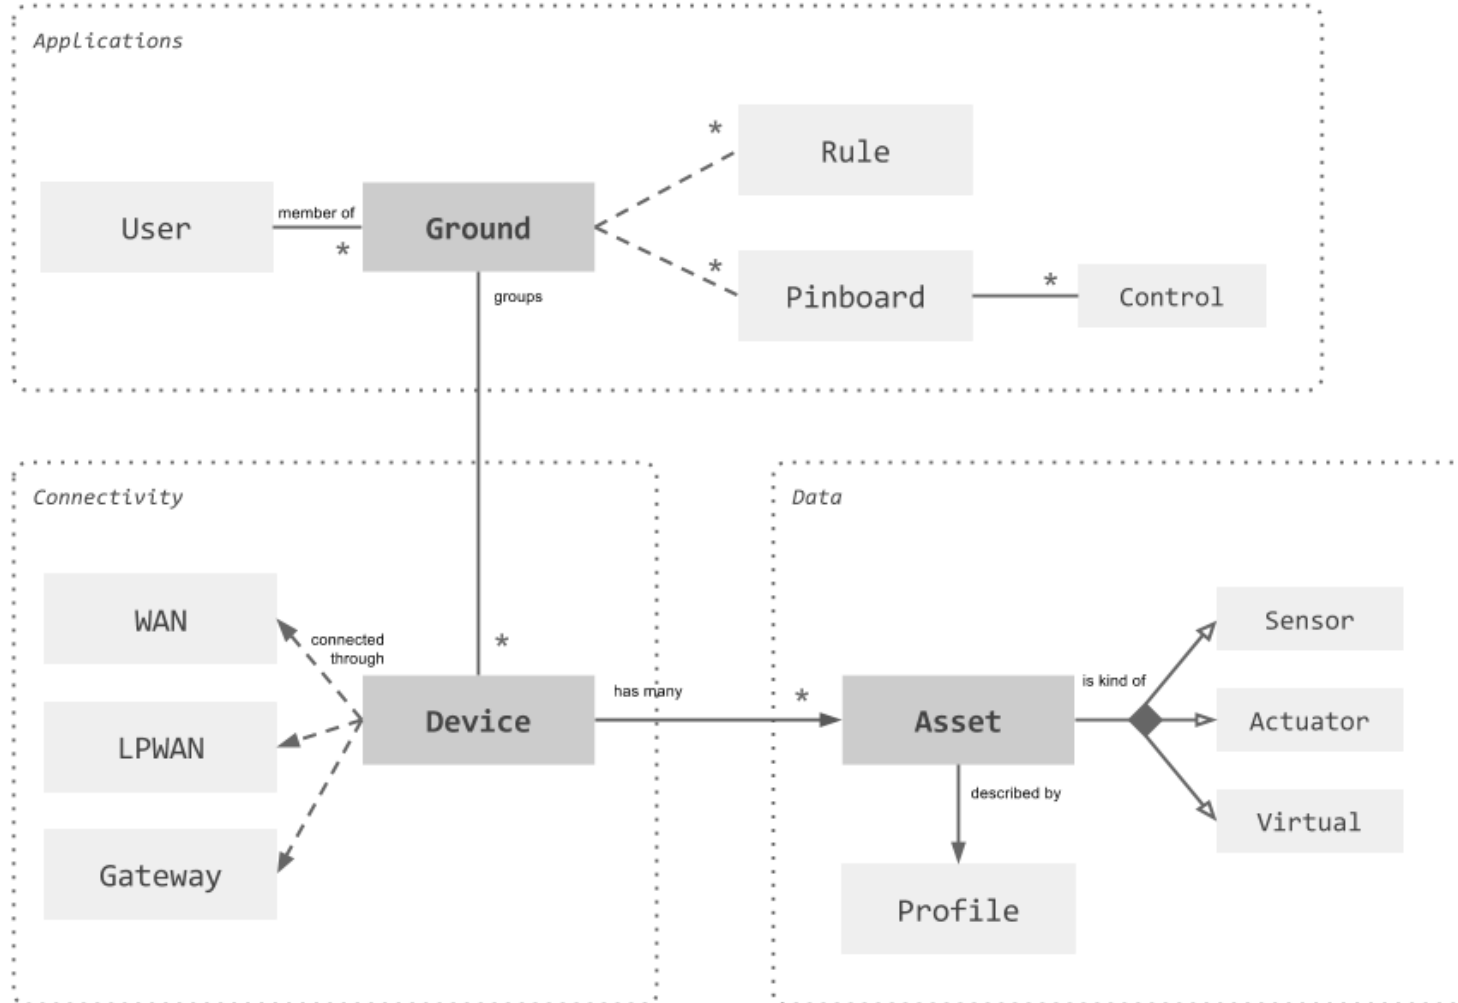 Applications
*
Rule
User
member of
*
Ground
*
Pinboard
*
Control
groups
Connectivity
Data
WAN
connected
through
*
Sensor
is kind of
has many
*
LPWAN
Device
Asset
Actuator
described by
Virtual
Gateway
Profile